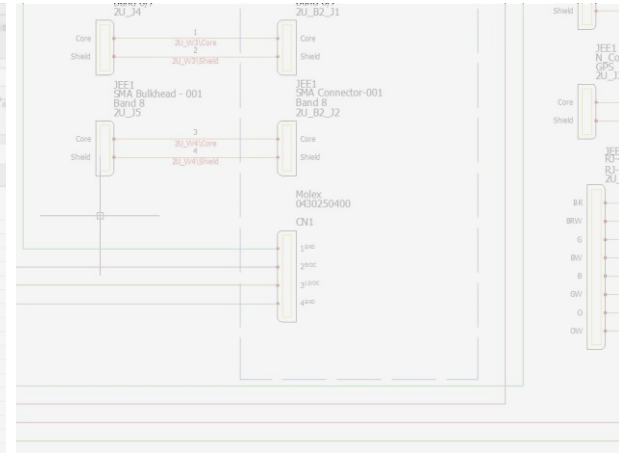 2U_J4
2U_B2_J1
Core
Shield
1
2U_W3\Core
2
2U_W3\Shield
Core
Shield
JEE1
SMA Bulkhead - 001
Band 8
2U_J5
JEE1
SMA Connector-001
Band 8
2U_B2_J2
Core
Shield
3
2U_W4\Core
4
2U_W4\Shield
Core
Shield
Molex
0430250400
CN1
1
2
3
4
Shield
JEE1
GPS
Core
Shield
BR
BRW
G
BW
B
GW
O
OW